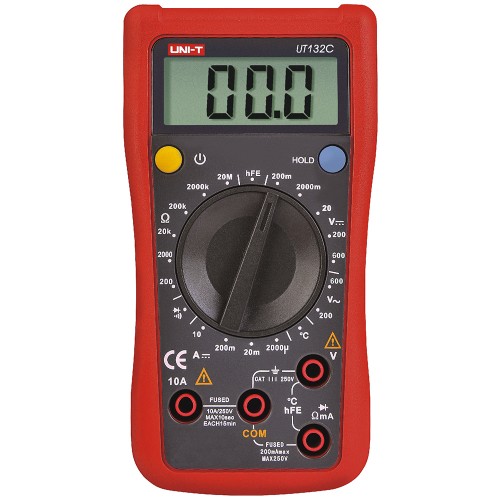 UNI-T UT132C
00.0
HOLD
hFE
20M 200m
2000k 2000m
200k 20
Ω V
20k 200
2000 600
200 600
V~
200
10 °C
A 200m 20m 2000µ
CE
10A
CAT III 250V V
FUSED
10A/250V
MAX10sec
EACH15min
°C
hFE
ΩmA
COM
FUSED
200mAmax
MAX250V